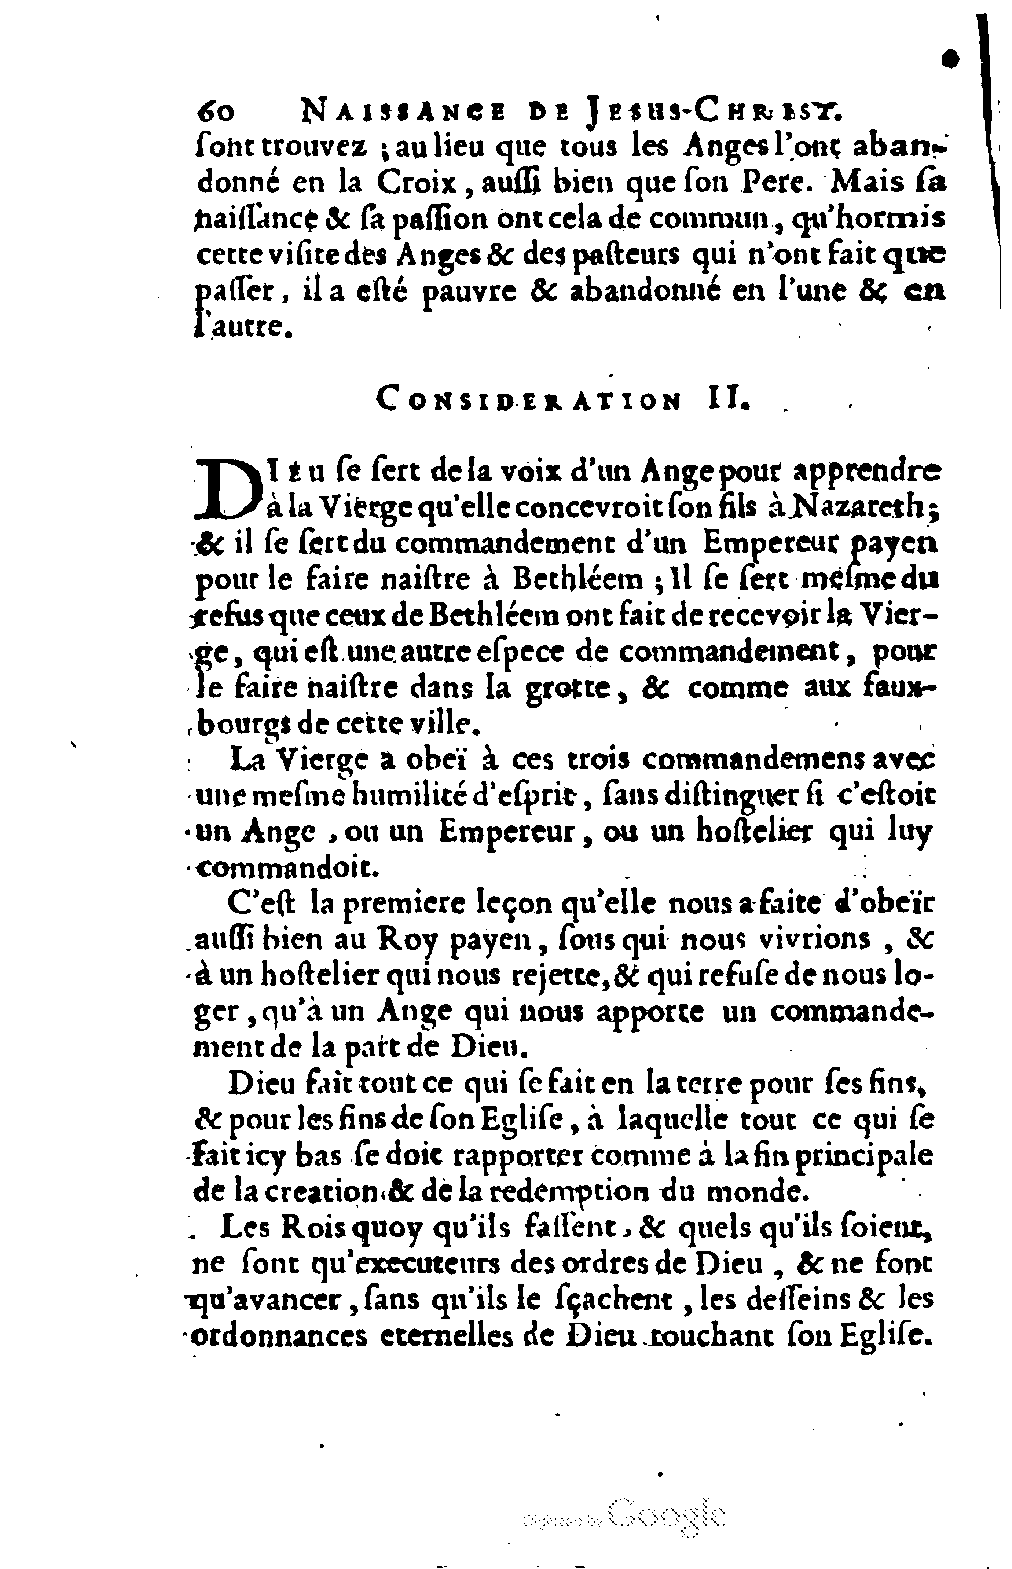 60 NAISSANCE DE JESUS-CHRIST.
ſont trouvez ; au lieu que tous les Anges l'ont aban-
donné en la Croix, auſſi bien que ſon Pere. Mais ſa
naiſſance & ſa paſſion ont cela de commun, qu'hormis
cette viſite des Anges & des paſteurs qui n'ont fait que
paſſer, il a eſté pauvre & abandonné en l'une & en
l'autre.
CONSIDERATION II.
DIEU ſe ſert de la voix d'un Ange pour apprendre
à la Vierge qu'elle concevroit ſon fils à Nazareth ;
& il ſe ſert du commandement d'un Empereur payen
pour le faire naiſtre à Bethléem ; Il ſe ſert meſme du
refus que ceux de Bethléem ont fait de recevoir la Vier-
ge, qui eſt une autre eſpece de commandement, pour
le faire naiſtre dans la grotte, & comme aux faux-
bourgs de cette ville.
La Vierge a obeï à ces trois commandemens avec
une meſme humilité d'eſprit, ſans diſtinguer ſi c'eſtoit
un Ange, ou un Empereur, ou un hoſtelier qui luy
commandoit.
C'eſt la premiere leçon qu'elle nous a faite d'obeïr
auſſi bien au Roy payen, ſous qui nous vivrions, &
à un hoſtelier qui nous rejette, & qui refuſe de nous lo-
ger, qu'à un Ange qui nous apporte un commande-
ment de la part de Dieu.
Dieu fait tout ce qui ſe fait en la terre pour ſes fins,
& pour les fins de ſon Egliſe, à laquelle tout ce qui ſe
fait icy bas ſe doit rapporter comme à la fin principale
de la creation & de la redemption du monde.
Les Rois quoy qu'ils faſſent, & quels qu'ils ſoient,
ne ſont qu'executeurs des ordres de Dieu, & ne font
qu'avancer, ſans qu'ils le ſçachent, les deſſeins & les
ordonnances eternelles de Dieu touchant ſon Egliſe.
Digitized by Google